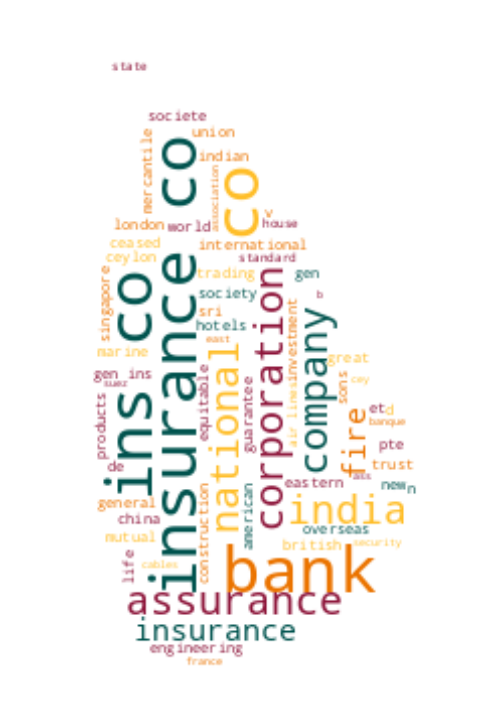 state
societe
union
mercantile
insurance co
indian
association
co
v
house
london
world
ceased
ceylon
international
standard
trading
gen
singapore
ins co
society
b
sri
hotels
corporation
investment
company
east
marine
national
great
gen ins
suez
equitable
guarantee
air lines
sons
cey
products
et
d
banque
fire
pte
de
trust
ass
eastern
new
n
general
india
china
construction
american
overseas
mutual
british
security
life
cables
bank
assurance
insurance
engineering
france